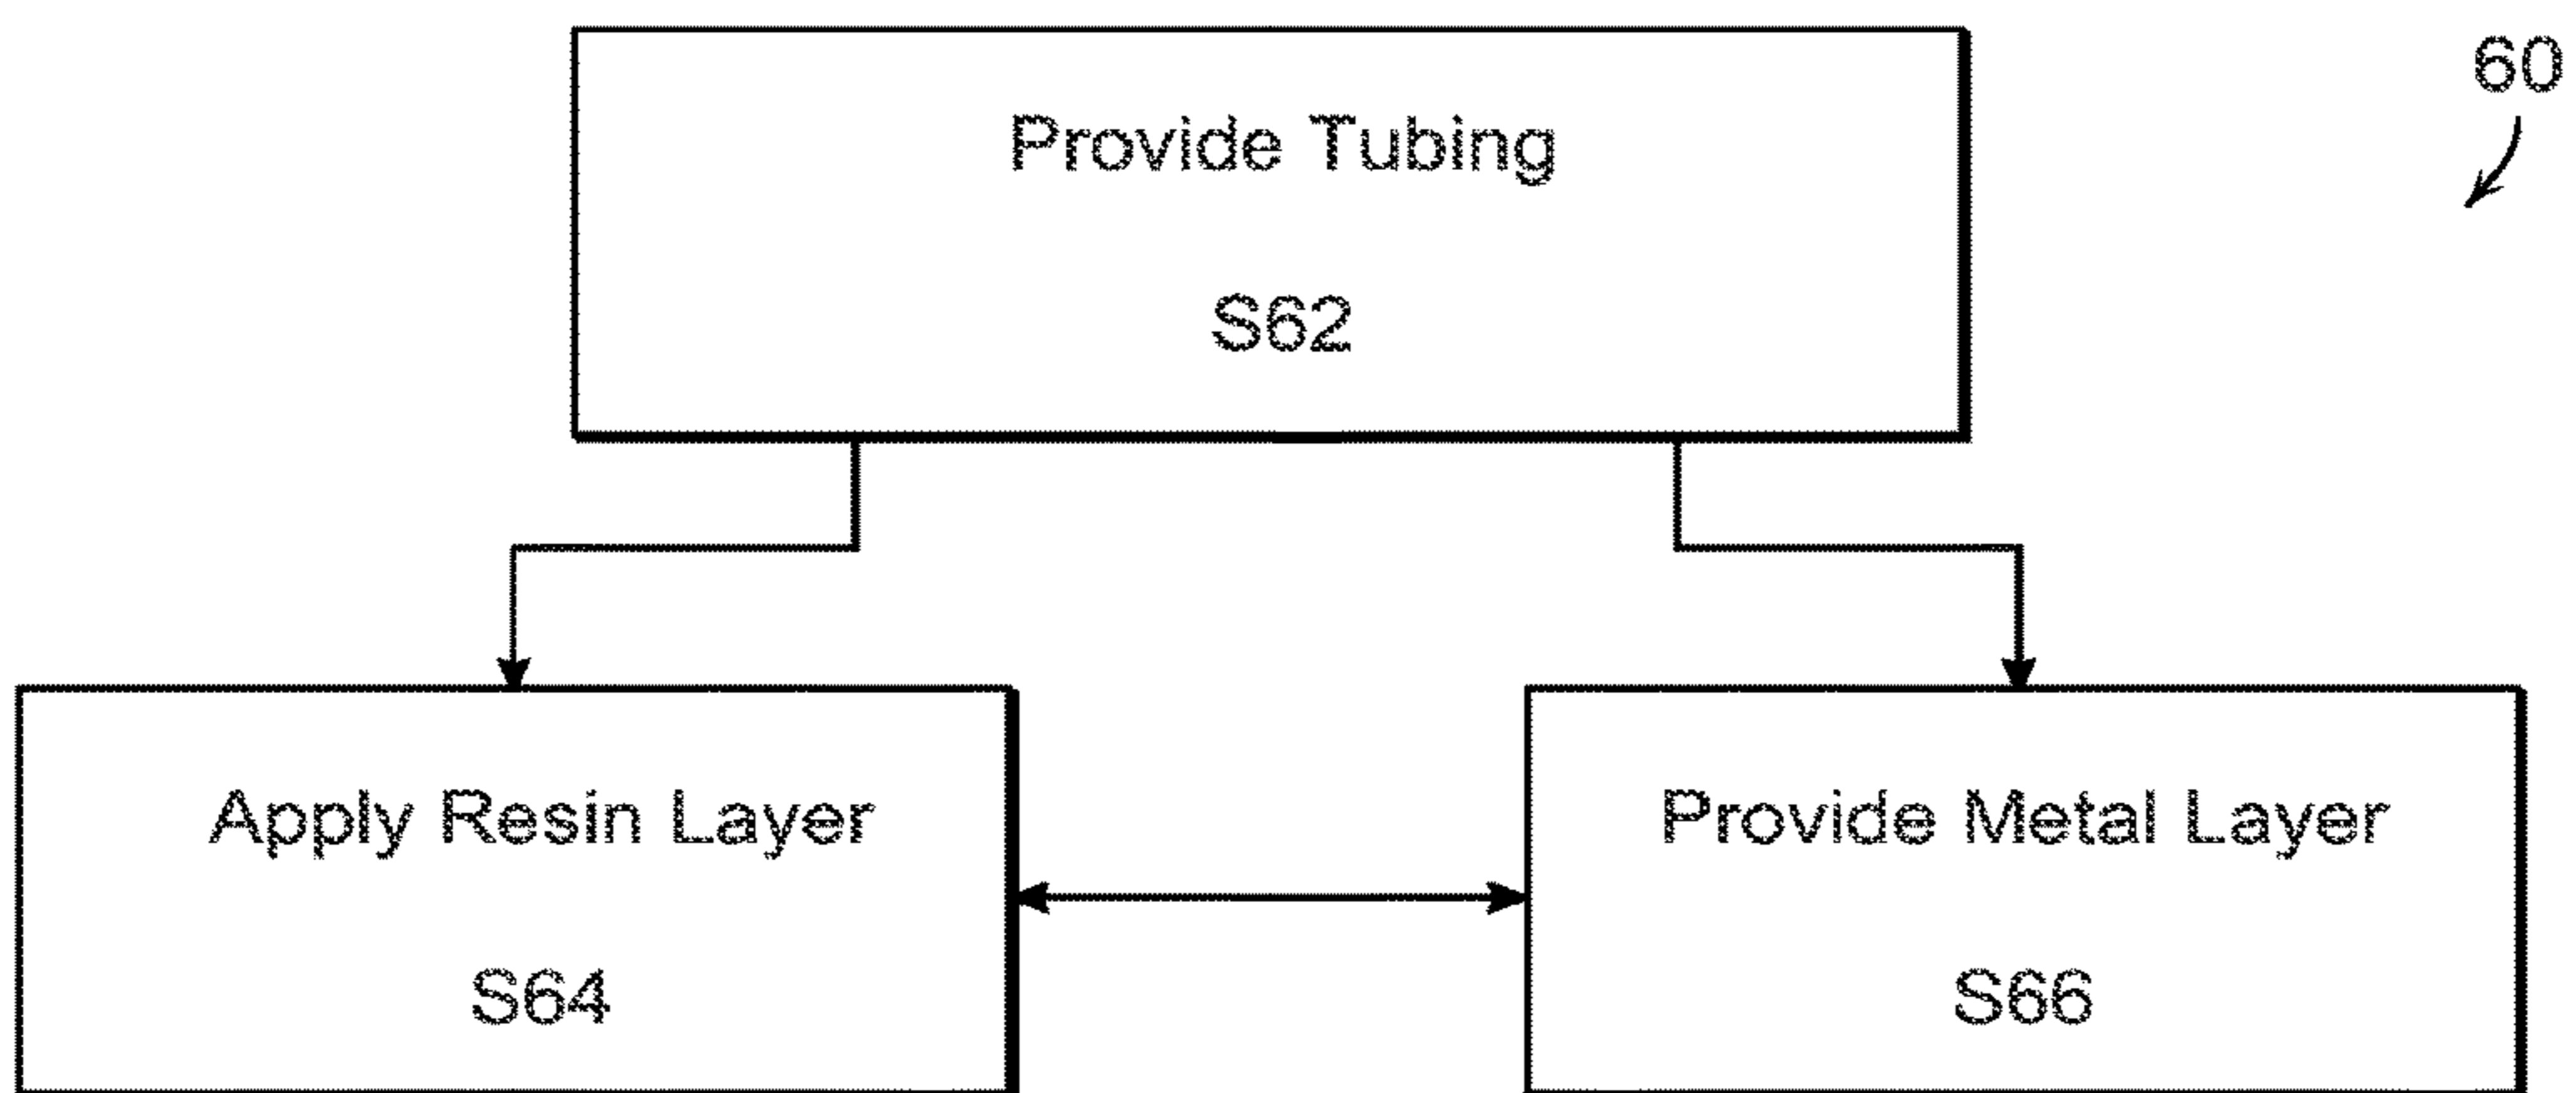 60
Provide Tubing
S62
Apply Resin Layer
S64
Provide Metal Layer
S66